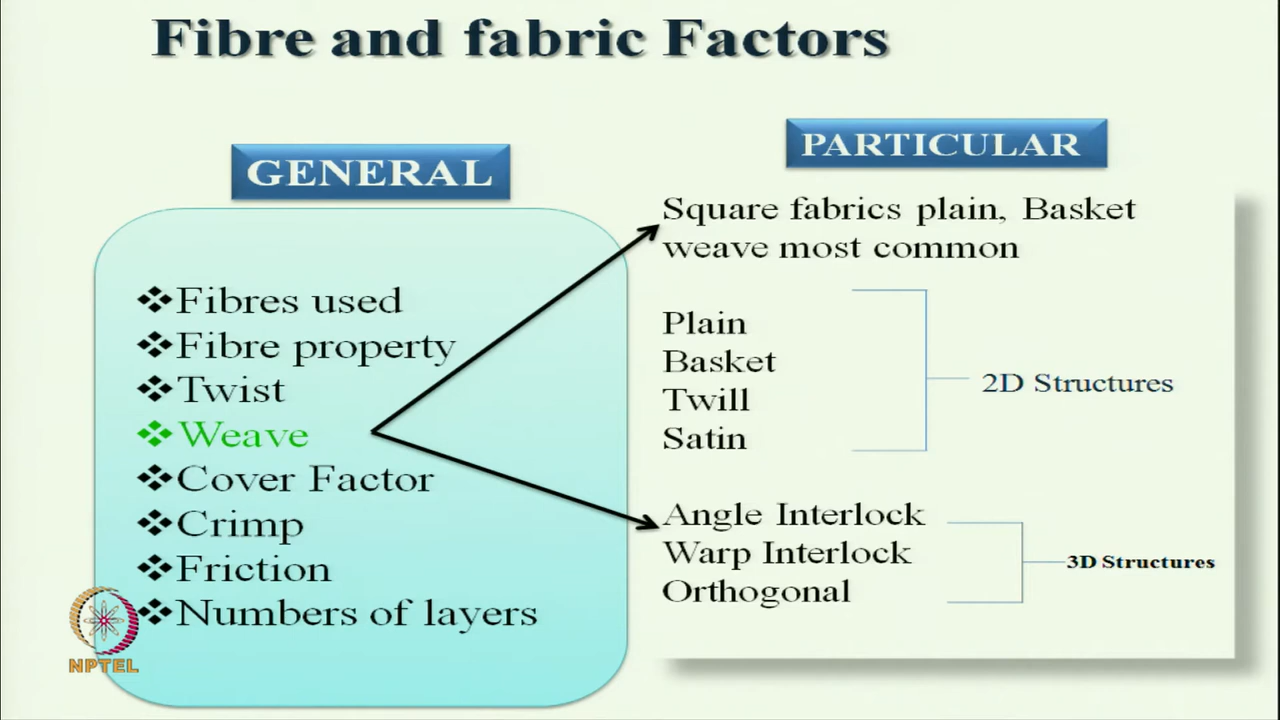 Fibre and fabric Factors
GENERAL
❖Fibres used
❖Fibre property
❖Twist
❖Weave
❖Cover Factor
❖Crimp
❖Friction
❖Numbers of layers
NPTEL
PARTICULAR
Square fabrics plain, Basket
weave most common
Plain
Basket
Twill
Satin
2D Structures
Angle Interlock
Warp Interlock
Orthogonal
3D Structures